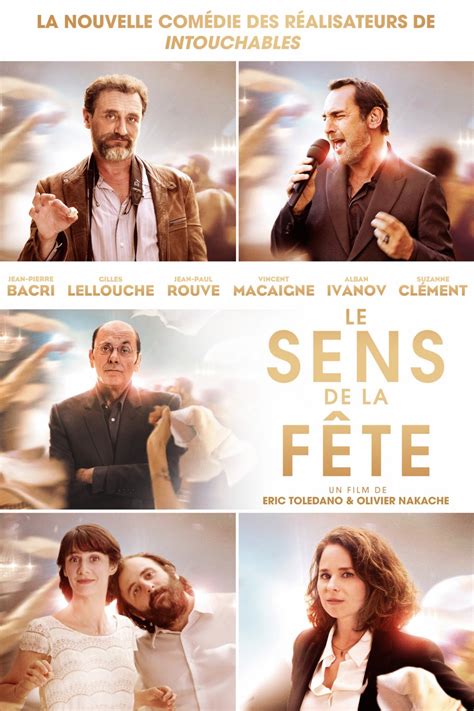 LA NOUVELLE COMÉDIE DES RÉALISATEURS DE
INTOUCHABLES
JEAN-PIERRE BACRI
GILLES LELLOUCHE
JEAN-PAUL ROUVE
VINCENT MACAIGNE
ALBAN IVANOV
SUZANNE CLÉMENT
LE
SENS
DE LA
FÊTE
UN FILM DE
ERIC TOLEDANO & OLIVIER NAKACHE